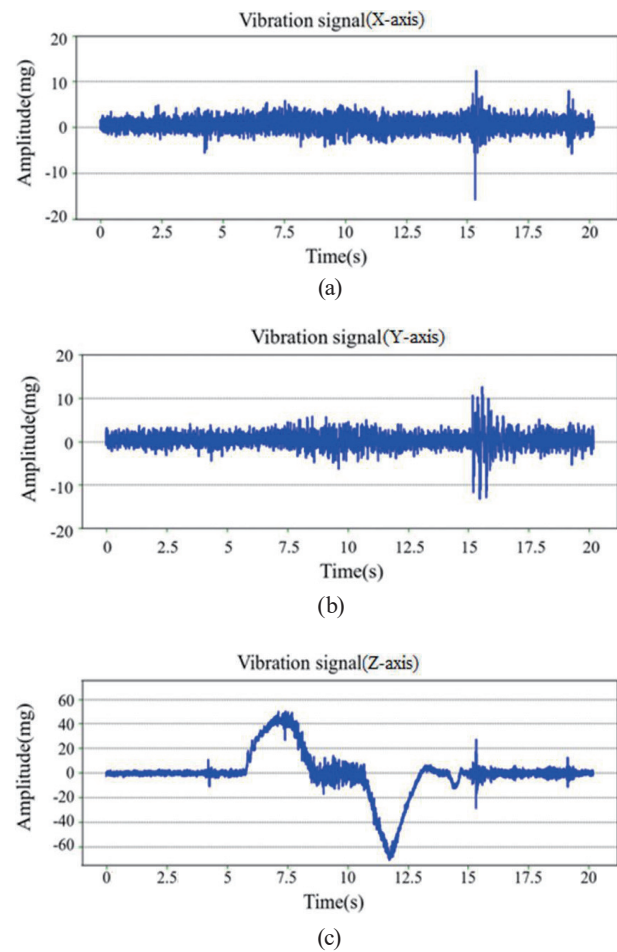 Vibration signal(X-axis)
20
10
0
-10
-20
Amplitude(mg)
0 2.5 5 7.5 10 12.5 15 17.5 20
Time(s)
(a)
Vibration signal(Y-axis)
20
10
0
-10
-20
Amplitude(mg)
0 2.5 5 7.5 10 12.5 15 17.5 20
Time(s)
(b)
Vibration signal(Z-axis)
60
40
20
0
-20
-40
-60
Amplitude(mg)
0 2.5 5 7.5 10 12.5 15 17.5 20
Time(s)
(c)